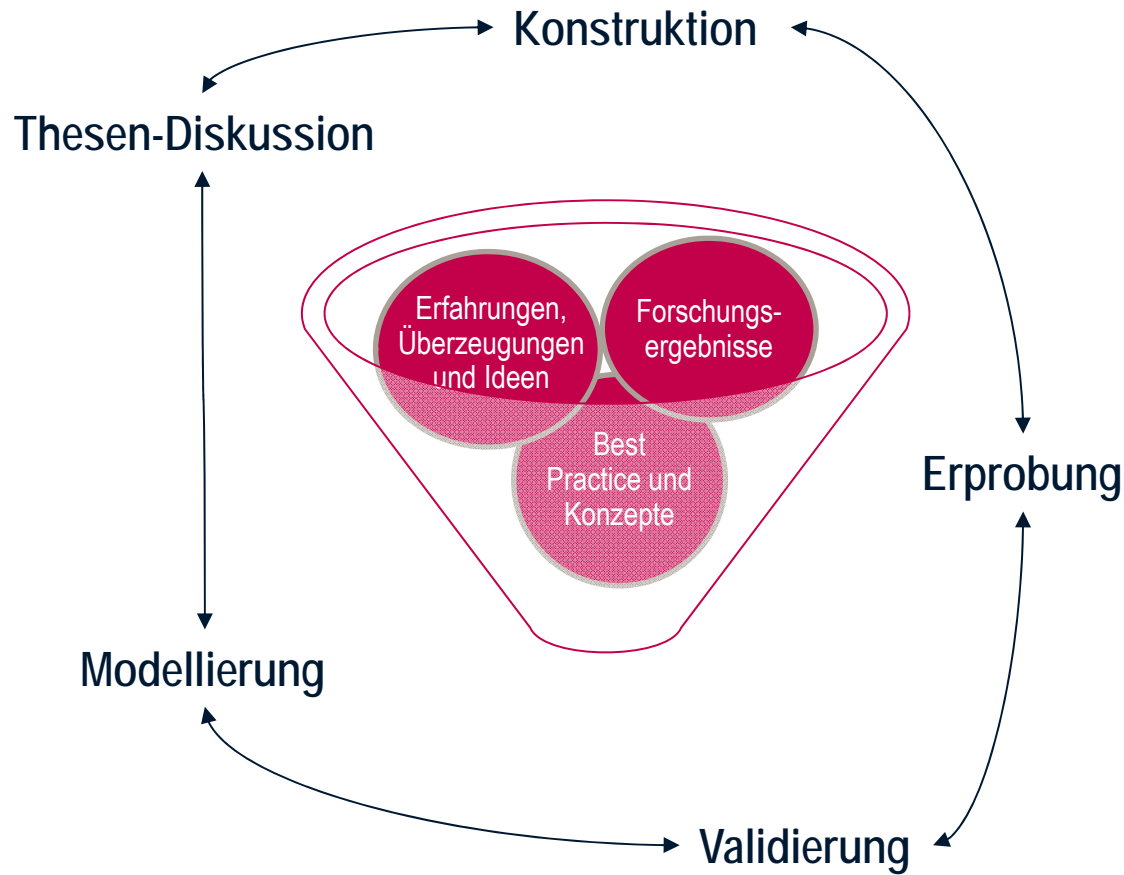 Konstruktion
Thesen-Diskussion
Erfahrungen,
Überzeugungen
und Ideen
Forschungs-
ergebnisse
Best
Practice und
Konzepte
Erprobung
Modellierung
Validierung